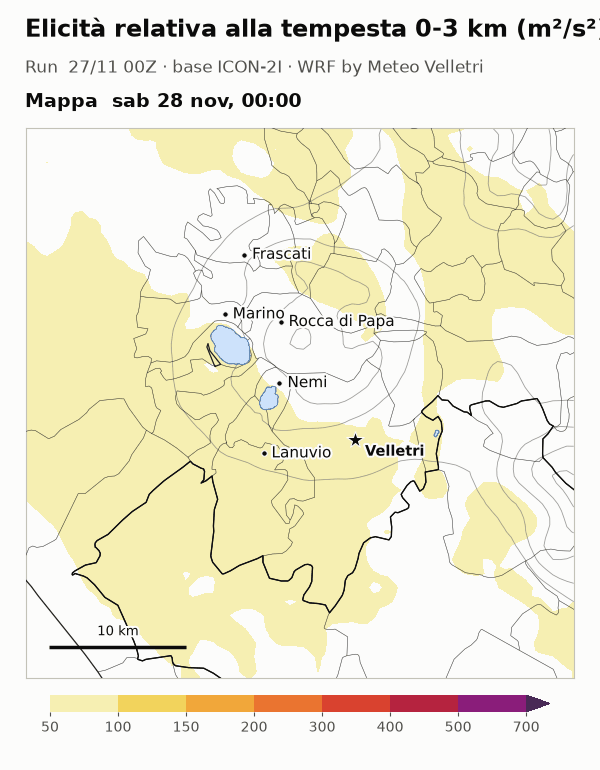 Elicità relativa alla tempesta 0-3 km (m²/s²)
Run 27/11 00Z · base ICON-2I · WRF by Meteo Velletri
Mappa sab 28 nov, 00:00
Frascati
Marino
Rocca di Papa
Nemi
Velletri
Lanuvio
10 km
50 100 150 200 300 400 500 700